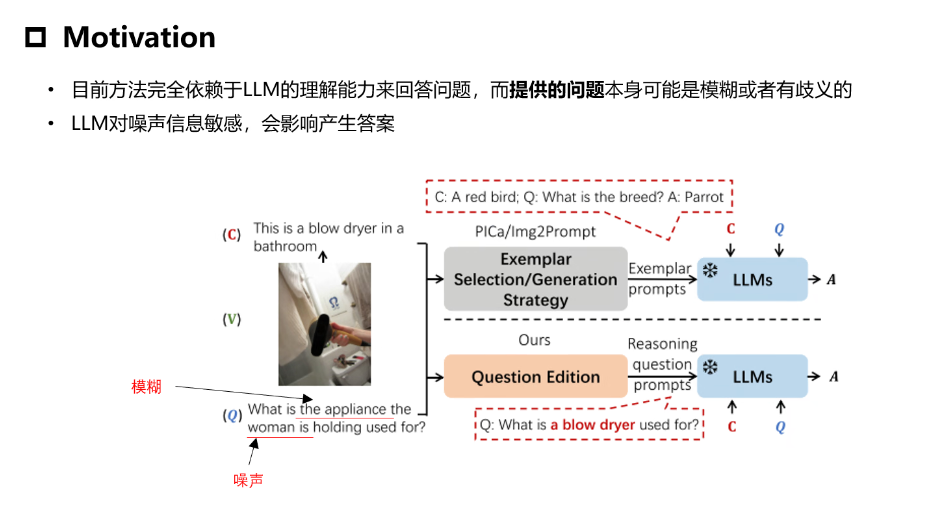 Motivation
• 目前方法完全依赖于LLM的理解能力来回答问题，而提供的问题本身可能是模糊或者有歧义的
• LLM对噪声信息敏感，会影响产生答案
C: A red bird; Q: What is the breed? A: Parrot
(C) This is a blow dryer in a
bathroom
PICa/Img2Prompt
C Q
Exemplar
Selection/Generation
Strategy
Exemplar
prompts
LLMs
A
(V)
Ours
Reasoning
question
prompts
Question Edition
LLMs
A
模糊
(Q) What is the appliance the
woman is holding used for?
Q: What is a blow dryer used for?
C Q
噪声